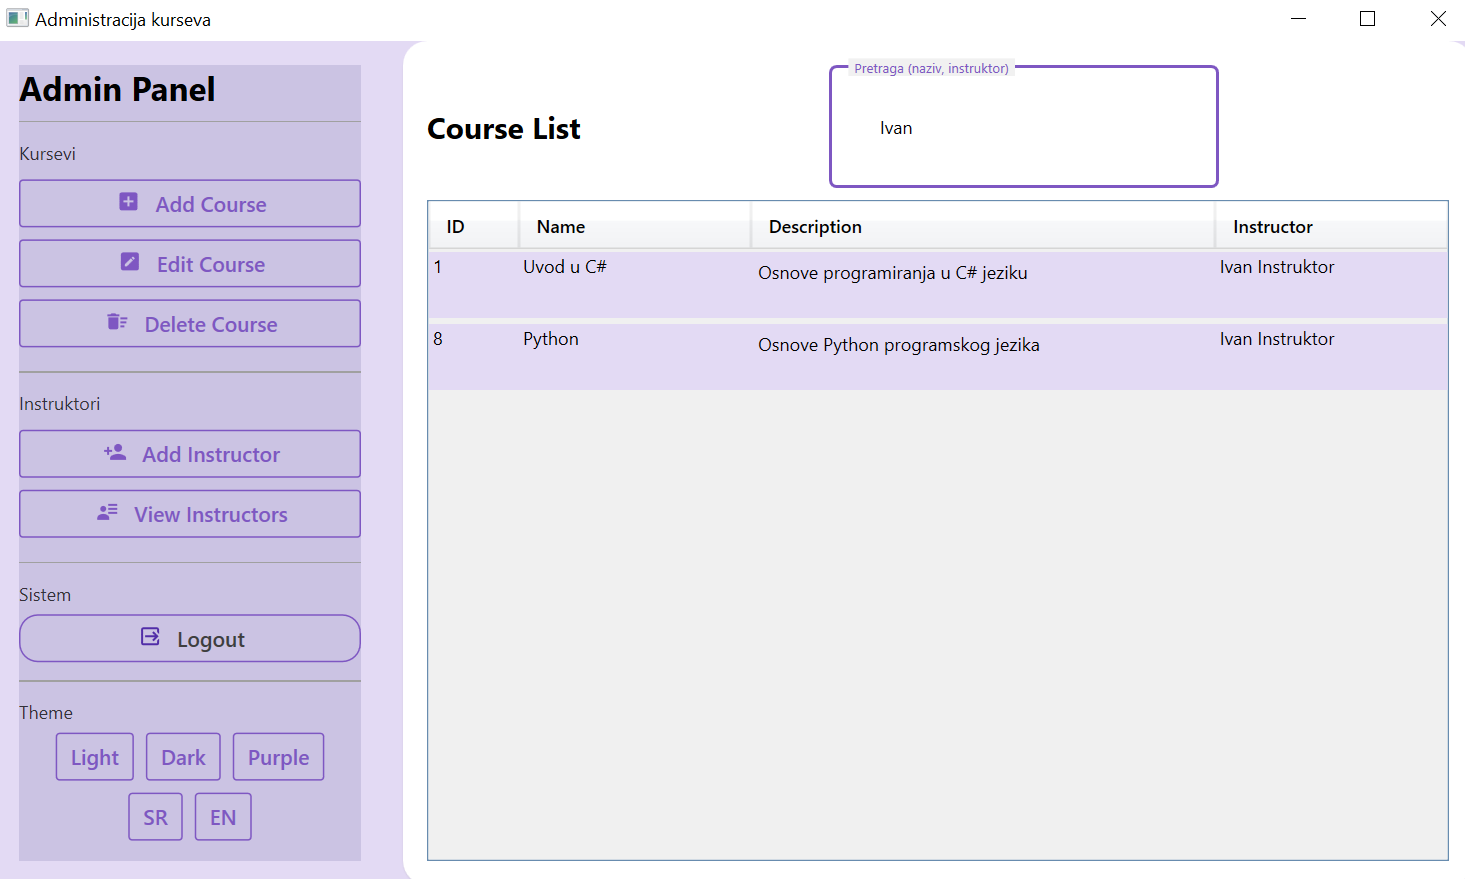 Administracija kurseva
Admin Panel
Kursevi
Add Course
Edit Course
Delete Course
Instruktori
Add Instructor
View Instructors
Sistem
Logout
Theme
Light Dark Purple
SR EN
Course List
Pretraga (naziv, instruktor)
Ivan
ID Name Description Instructor
1 Uvod u C# Osnove programiranja u C# jeziku Ivan Instruktor
8 Python Osnove Python programskog jezika Ivan Instruktor